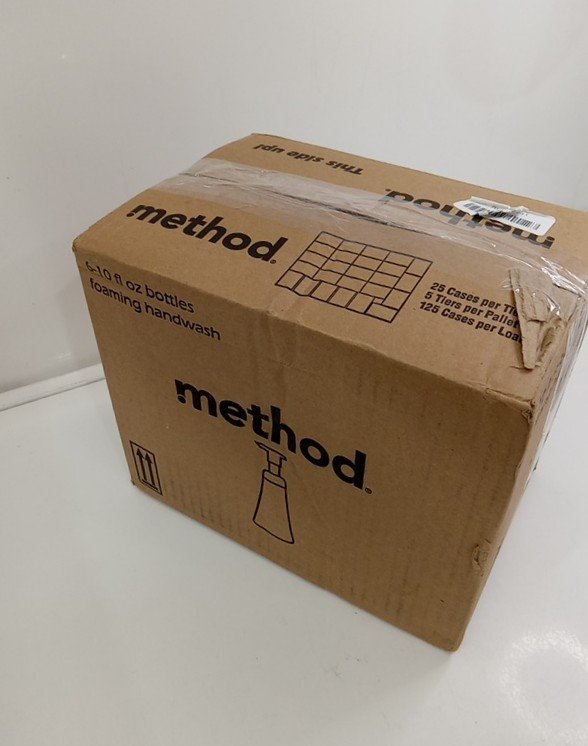 This side up!
method.
method.
25 Cases per Tier
5 Tiers per Pallet
125 Cases per Load
6-10 fl oz bottles
foaming handwash
method.